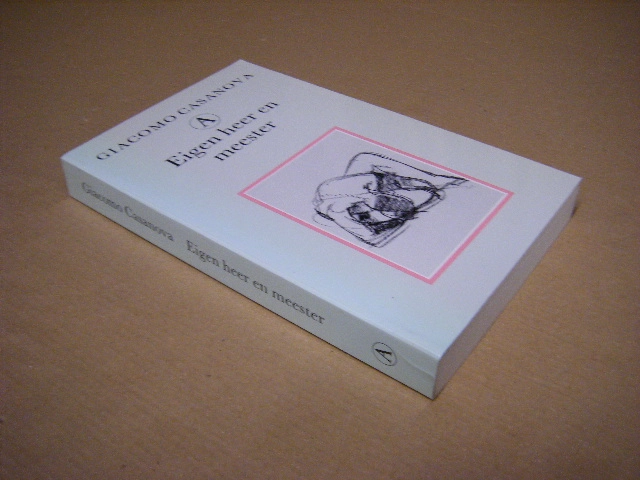 GIACOMO CASANOVA
A
Eigen heer en
meester
Giacomo Casanova Eigen heer en meester
A